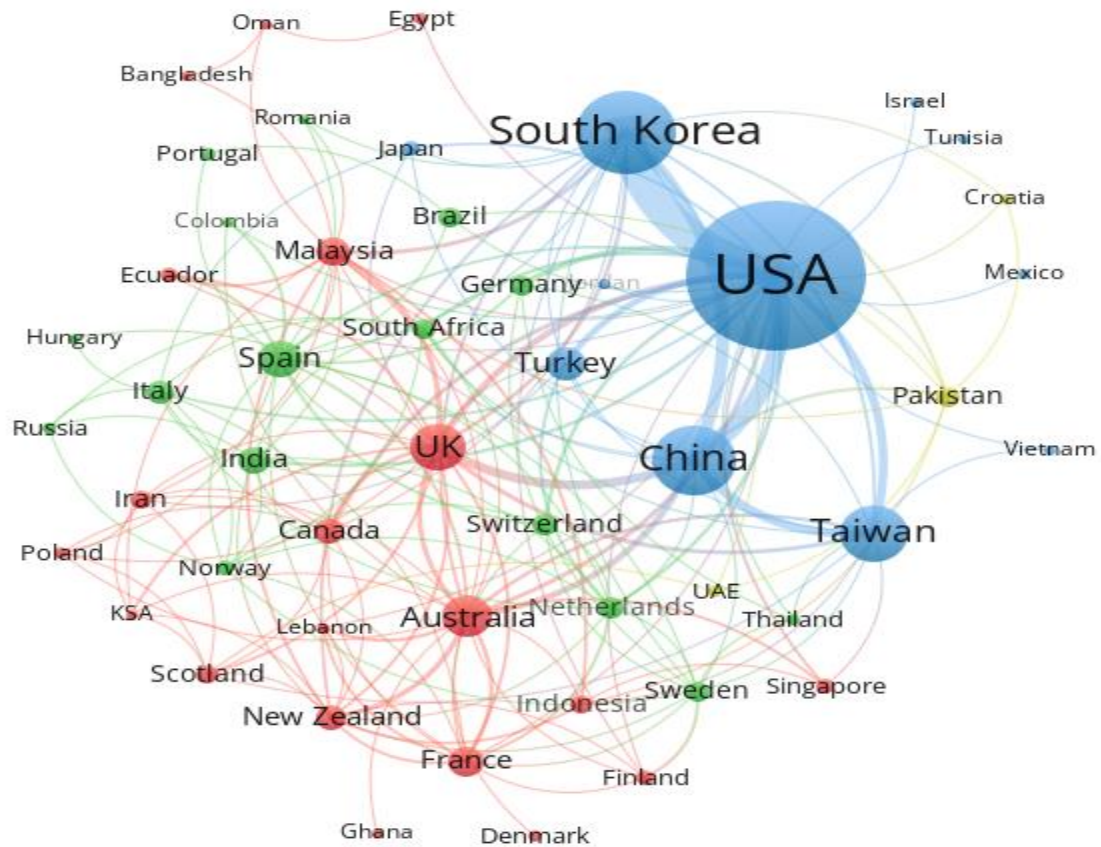 Oman
Egypt
Bangladesh
Romania
Portugal
Japan
South Korea
Israel
Tunisia
Croatia
Colombia
Brazil
Malaysia
Ecuador
Germany
USA
Mexico
Hungary
South Africa
Spain
Turkey
Italy
Pakistan
Russia
UK
India
China
Vietnam
Iran
Canada
Switzerland
Taiwan
Poland
Norway
UAE
KSA
Lebanon
Australia
Netherlands
Thailand
Scotland
Indonesia
Sweden
Singapore
New Zealand
France
Finland
Ghana
Denmark